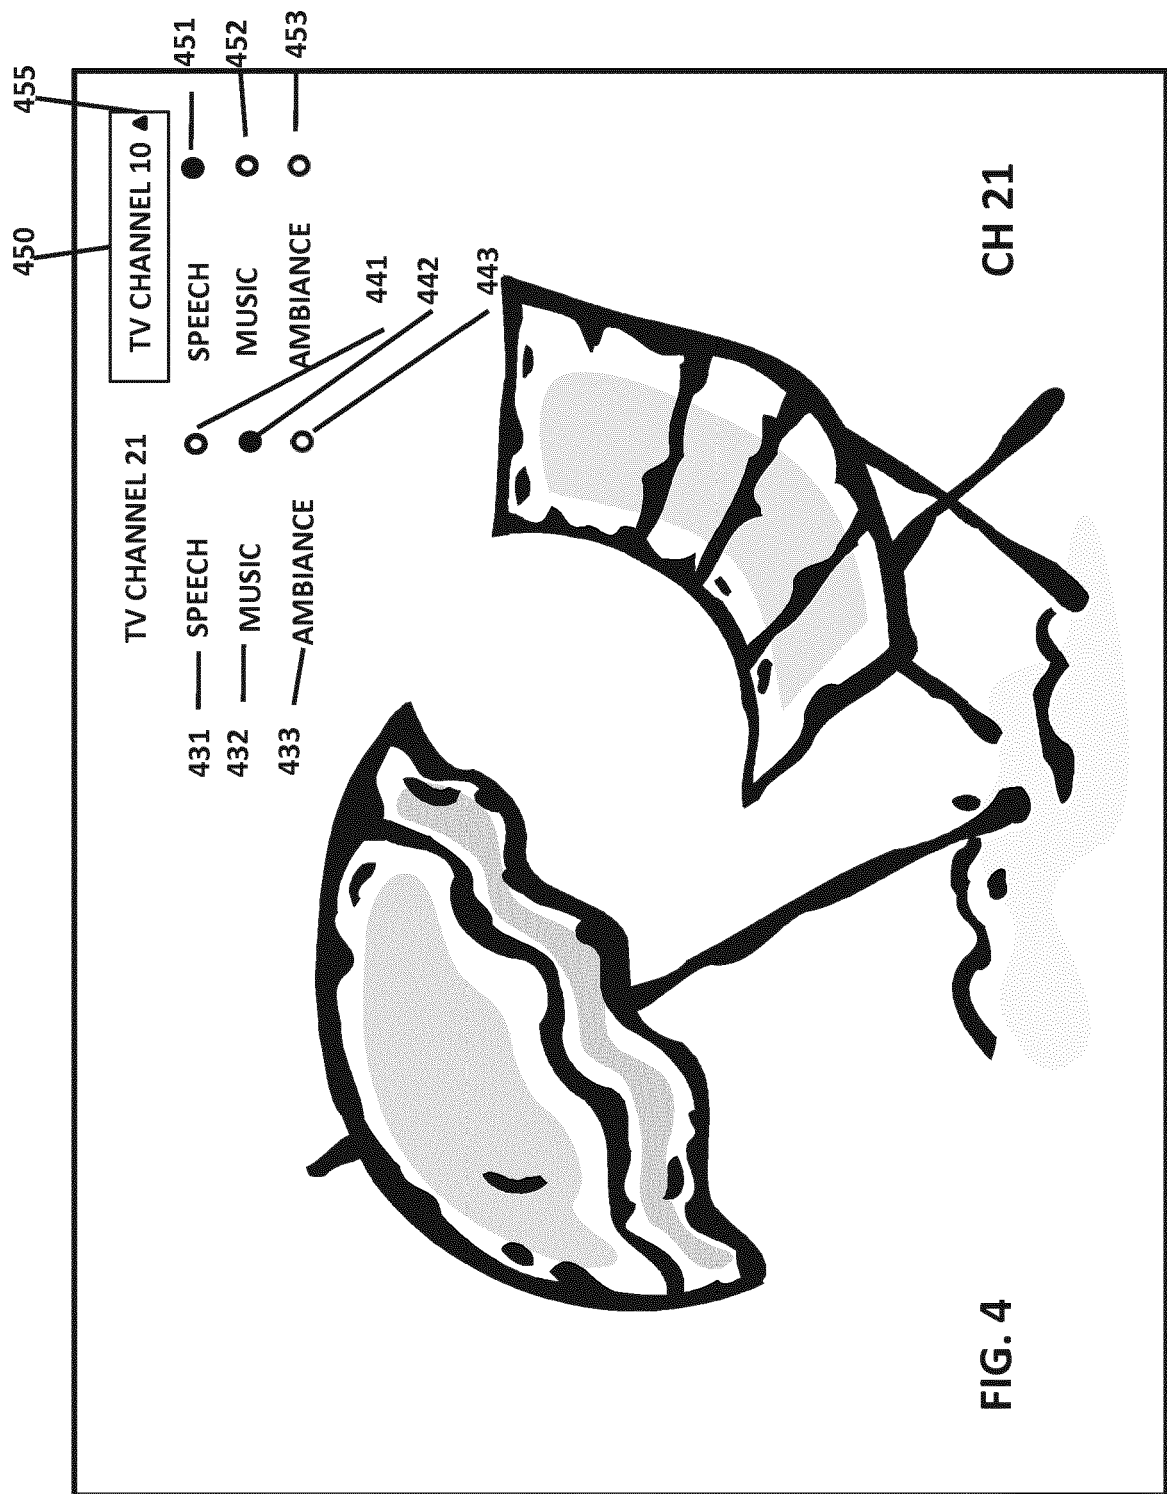 450 455
TV CHANNEL 21 TV CHANNEL 10
431 SPEECH SPEECH 451
432 MUSIC MUSIC 452
433 AMBIANCE AMBIANCE 453
441
442
443
FIG. 4 CH 21